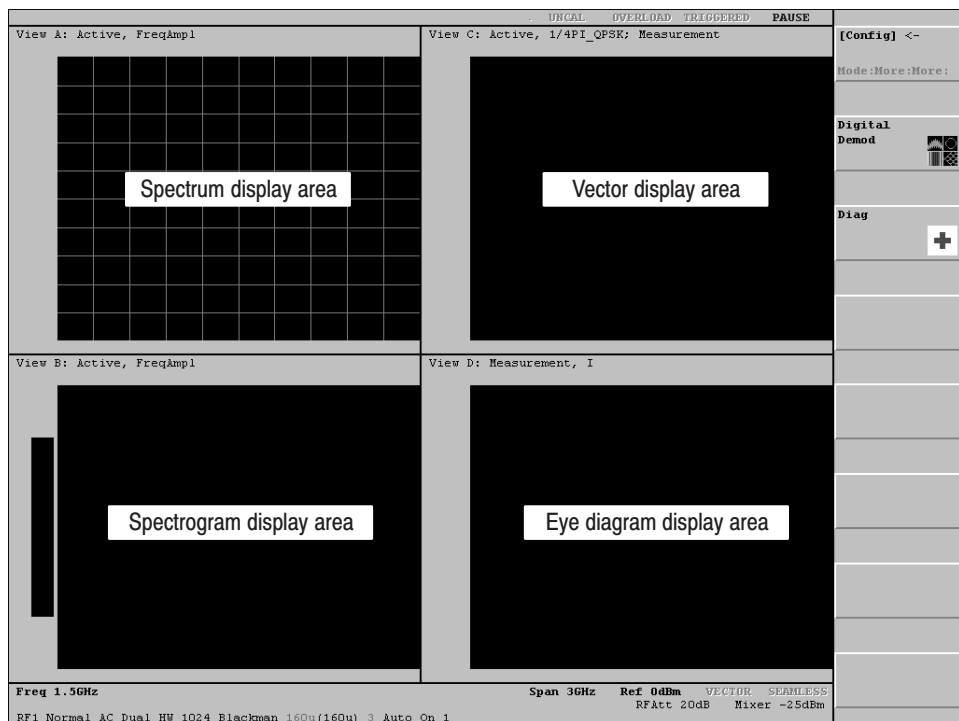 . UNCAL OVERLOAD TRIGGERED PAUSE
View A: Active, FreqAmpl
View C: Active, 1/4PI_QPSK; Measurement
[Config] <-
Mode:More:More:
Digital
Demod
Diag
Spectrum display area
Vector display area
View B: Active, FreqAmpl
View D: Measurement, I
Spectrogram display area
Eye diagram display area
Freq 1.5GHz
Span 3GHz Ref 0dBm VECTOR SEAMLESS
RFAtt 20dB Mixer -25dBm
RF1 Normal AC Dual HW 1024 Blackman 160u(160u) 3 Auto On 1